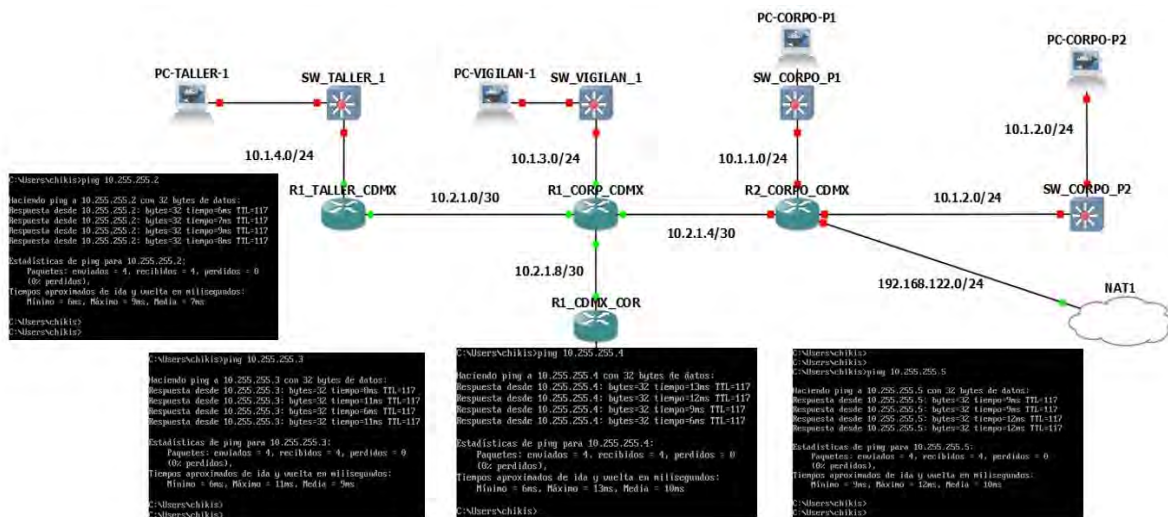 PC-CORPO-P1
PC-CORPO-P2
PC-TALLER-1
SW_TALLER_1
PC-VIGILAN-1
SW_VIGILAN_1
SW_CORPO_P1
10.1.4.0/24
10.1.3.0/24
10.1.1.0/24
10.1.2.0/24
R1_TALLER_CDMX
R1_CORP_CDMX
R2_CORPO_CDMX
SW_CORPO_P2
10.2.1.0/30
10.2.1.4/30
10.1.2.0/24
10.2.1.8/30
192.168.122.0/24
NAT1
R1_CDMX_COR
C:\Users\chikis>ping 10.255.255.2
Haciendo ping a 10.255.255.2 con 32 bytes de datos:
Respuesta desde 10.255.255.2: bytes=32 tiempo=6ms TTL=117
Respuesta desde 10.255.255.2: bytes=32 tiempo=7ms TTL=117
Respuesta desde 10.255.255.2: bytes=32 tiempo=9ms TTL=117
Respuesta desde 10.255.255.2: bytes=32 tiempo=8ms TTL=117
Estadísticas de ping para 10.255.255.2:
Paquetes: enviados = 4, recibidos = 4, perdidos = 0
(0% perdidos),
Tiempos aproximados de ida y vuelta en milisegundos:
Mínimo = 6ms, Máximo = 9ms, Media = 7ms
C:\Users\chikis>
C:\Users\chikis>
C:\Users\chikis>ping 10.255.255.3
Haciendo ping a 10.255.255.3 con 32 bytes de datos:
Respuesta desde 10.255.255.3: bytes=32 tiempo=8ms TTL=117
Respuesta desde 10.255.255.3: bytes=32 tiempo=11ms TTL=117
Respuesta desde 10.255.255.3: bytes=32 tiempo=6ms TTL=117
Respuesta desde 10.255.255.3: bytes=32 tiempo=11ms TTL=117
Estadísticas de ping para 10.255.255.3:
Paquetes: enviados = 4, recibidos = 4, perdidos = 0
(0% perdidos),
Tiempos aproximados de ida y vuelta en milisegundos:
Mínimo = 6ms, Máximo = 11ms, Media = 9ms
C:\Users\chikis>
C:\Users\chikis>
C:\Users\chikis>ping 10.255.255.4
Haciendo ping a 10.255.255.4 con 32 bytes de datos:
Respuesta desde 10.255.255.4: bytes=32 tiempo=13ms TTL=117
Respuesta desde 10.255.255.4: bytes=32 tiempo=12ms TTL=117
Respuesta desde 10.255.255.4: bytes=32 tiempo=9ms TTL=117
Respuesta desde 10.255.255.4: bytes=32 tiempo=6ms TTL=117
Estadísticas de ping para 10.255.255.4:
Paquetes: enviados = 4, recibidos = 4, perdidos = 0
(0% perdidos),
Tiempos aproximados de ida y vuelta en milisegundos:
Mínimo = 6ms, Máximo = 13ms, Media = 10ms
C:\Users\chikis>
C:\Users\chikis>
C:\Users\chikis>
C:\Users\chikis>ping 10.255.255.5
Haciendo ping a 10.255.255.5 con 32 bytes de datos:
Respuesta desde 10.255.255.5: bytes=32 tiempo=9ms TTL=117
Respuesta desde 10.255.255.5: bytes=32 tiempo=9ms TTL=117
Respuesta desde 10.255.255.5: bytes=32 tiempo=12ms TTL=117
Respuesta desde 10.255.255.5: bytes=32 tiempo=12ms TTL=117
Estadísticas de ping para 10.255.255.5:
Paquetes: enviados = 4, recibidos = 4, perdidos = 0
(0% perdidos),
Tiempos aproximados de ida y vuelta en milisegundos:
Mínimo = 9ms, Máximo = 12ms, Media = 10ms
C:\Users\chikis>
C:\Users\chikis>